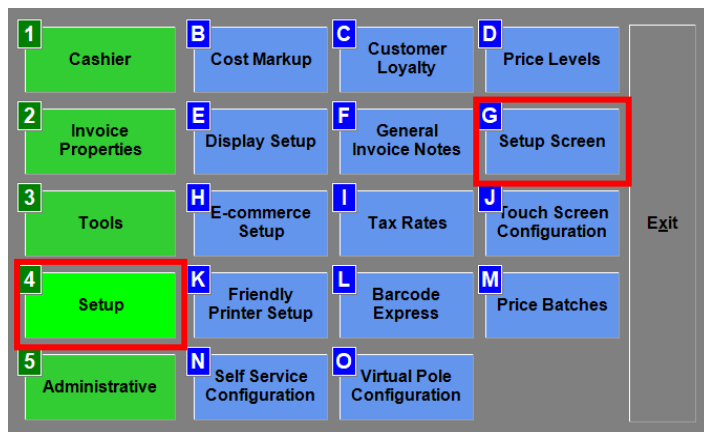 1
Cashier
B
Cost Markup
C
Customer
Loyalty
D
Price Levels
2
Invoice
Properties
E
Display Setup
F
General
Invoice Notes
G
Setup Screen
3
Tools
H
E-commerce
Setup
I
Tax Rates
J
Touch Screen
Configuration
Exit
4
Setup
K
Friendly
Printer Setup
L
Barcode
Express
M
Price Batches
5
Administrative
N
Self Service
Configuration
O
Virtual Pole
Configuration